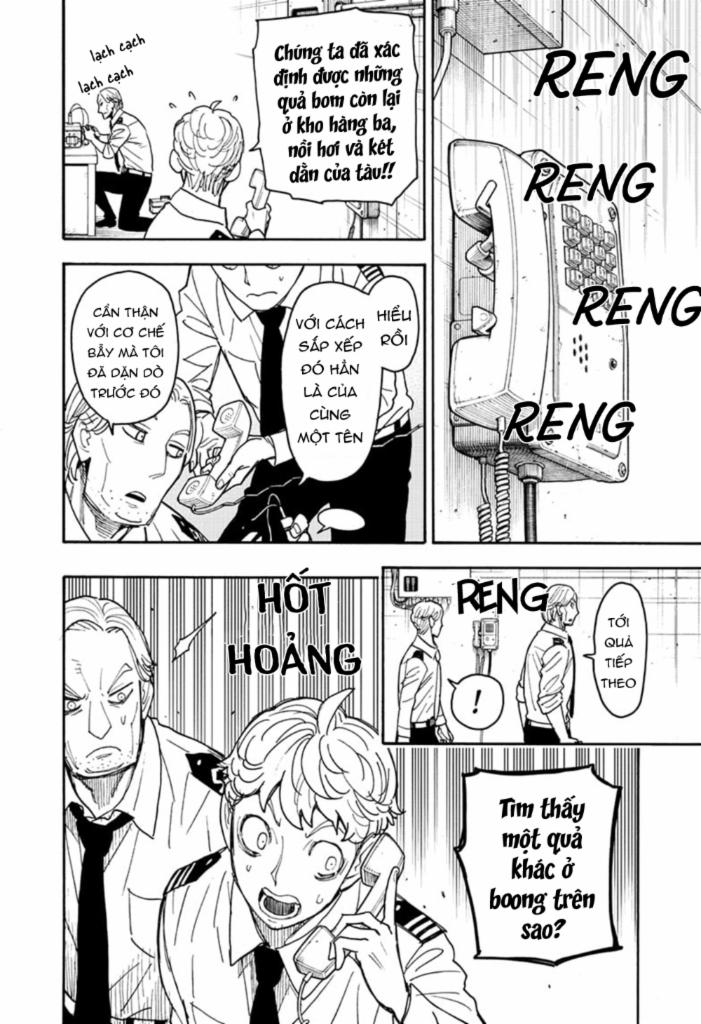 RENG
RENG
RENG
RENG
Chúng ta đã xác
định được những
quả bom còn lại
ở kho hàng ba,
nồi hơi và két
dằn của tàu!!
lạch cạch
lạch cạch
HIỂU
RỒI
VỚI CÁCH
SẮP XẾP
ĐÓ HẲN
LÀ CỦA
CÙNG
MỘT TÊN
CẨN THẬN
VỚI CƠ CHẾ
BẪY MÀ TÔI
ĐÃ DẶN DÒ
TRƯỚC ĐÓ
TỚI
QUẢ
TIẾP
THEO
RENG
!
HỐT
HOẢNG
Tìm thấy
một quả
khác ở
boong trên
sao?